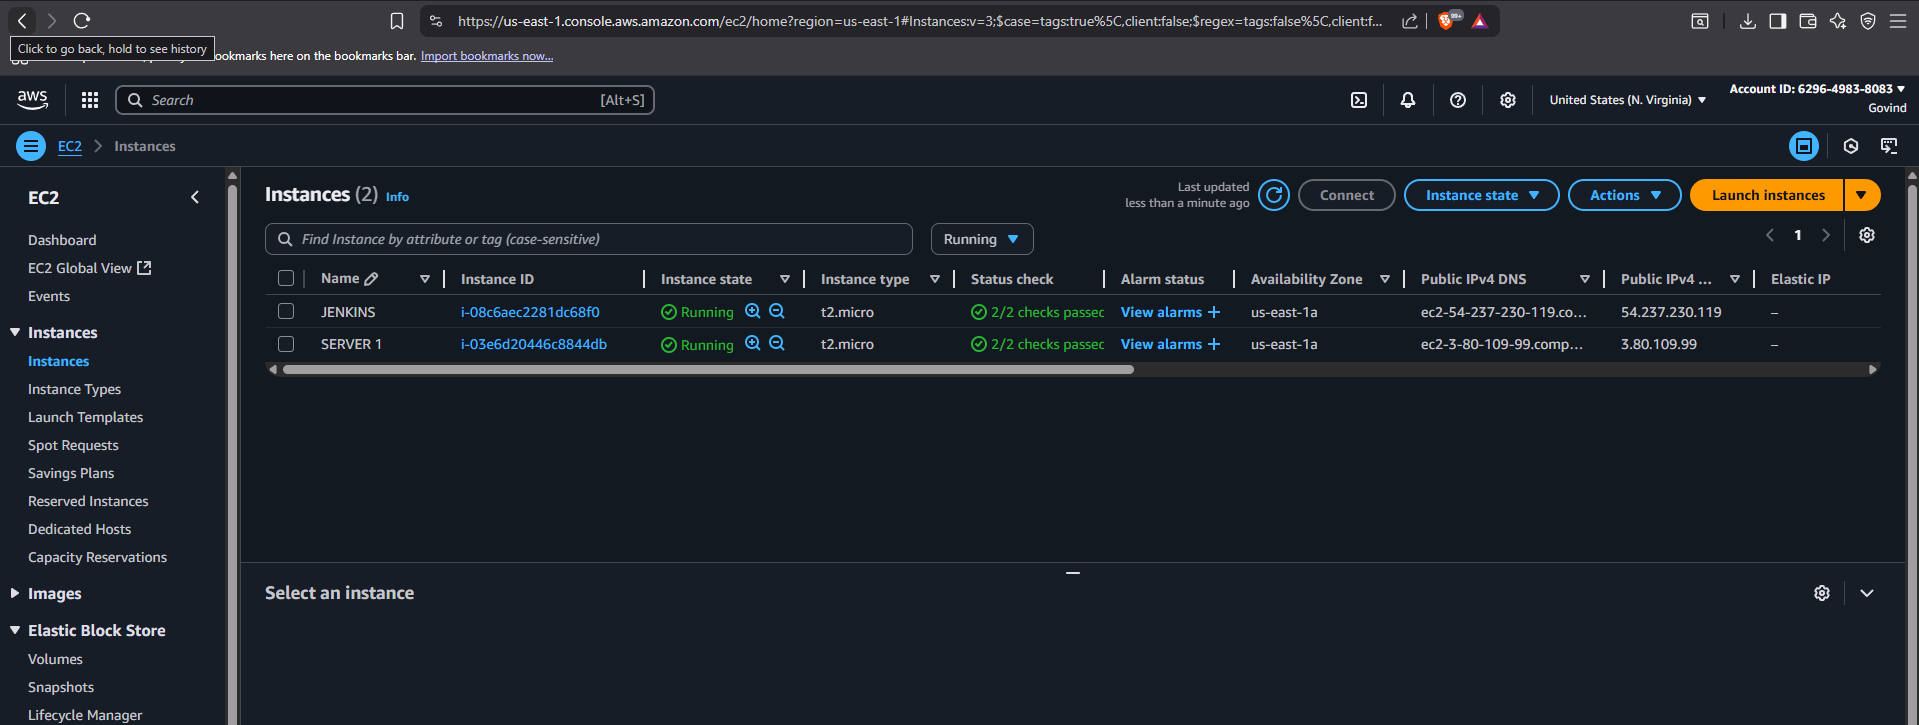 https://us-east-1.console.aws.amazon.com/ec2/home?region=us-east-1#Instances:v=3;$case=tags:true%5C,client:false;$regex=tags:false%5C,client:f...
99+
Click to go back, hold to see history
ookmarks here on the bookmarks bar. Import bookmarks now...
aws
Search [Alt+S]
United States (N. Virginia)
Account ID: 6296-4983-8083
Govind
EC2 > Instances
EC2
Dashboard
EC2 Global View
Events
Instances
Instances
Instance Types
Launch Templates
Spot Requests
Savings Plans
Reserved Instances
Dedicated Hosts
Capacity Reservations
Images
Elastic Block Store
Volumes
Snapshots
Lifecycle Manager
Instances (2) Info
Last updated
less than a minute ago
Connect
Instance state
Actions
Launch instances
Find Instance by attribute or tag (case-sensitive)
Running
1
Name Instance ID Instance state Instance type Status check Alarm status Availability Zone Public IPv4 DNS Public IPv4 ... Elastic IP
JENKINS i-08c6aec2281dc68f0 Running t2.micro 2/2 checks passed View alarms + us-east-1a ec2-54-237-230-119.co... 54.237.230.119 –
SERVER 1 i-03e6d20446c8844db Running t2.micro 2/2 checks passed View alarms + us-east-1a ec2-3-80-109-99.comp... 3.80.109.99 –
Select an instance